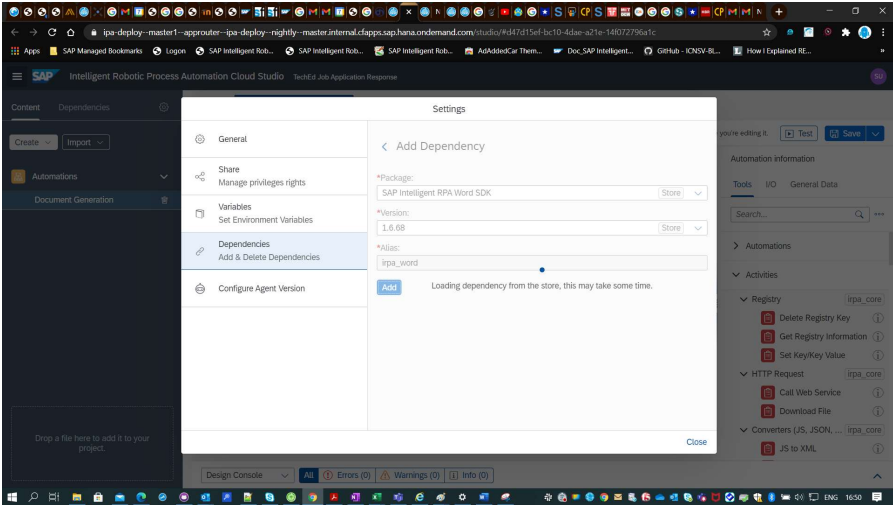 ipa-deploy--master1--approuter--ipa-deploy--nightly--master.internal.cfapps.sap.hana.ondemand.com/studio/#d47d15ef-bc10-4dae-a21e-14f072796a1c
Apps SAP Managed Bookmarks Logon SAP Intelligent Rob... SAP Intelligent Rob... SAP Intelligent Rob... AdAddedCar Them... Doc_SAP Intelligent... GitHub - ICNSV-BL... How I Explained RE...
SAP Intelligent Robotic Process Automation Cloud Studio TechEd Job Application Response SU
Content Dependencies
Settings
you're editing it. Test Save
Create Import
General
Add Dependency
Automation information
Automations
Share
Manage privileges rights
*Package:
SAP Intelligent RPA Word SDK Store
Tools I/O General Data
Document Generation
Variables
Set Environment Variables
*Version:
1.6.68 Store
Search...
Dependencies
Add & Delete Dependencies
*Alias:
irpa_word
Automations
Activities
Configure Agent Version
Add Loading dependency from the store, this may take some time.
Registry irpa_core
Delete Registry Key
Get Registry Information
Set Key/Key Value
HTTP Request irpa_core
Call Web Service
Download File
Converters (JS, JSON, ... irpa_core
JS to XML
Drop a file here to add it to your
project.
Close
Design Console All Errors (0) Warnings (0) Info (0)
ENG 16:50